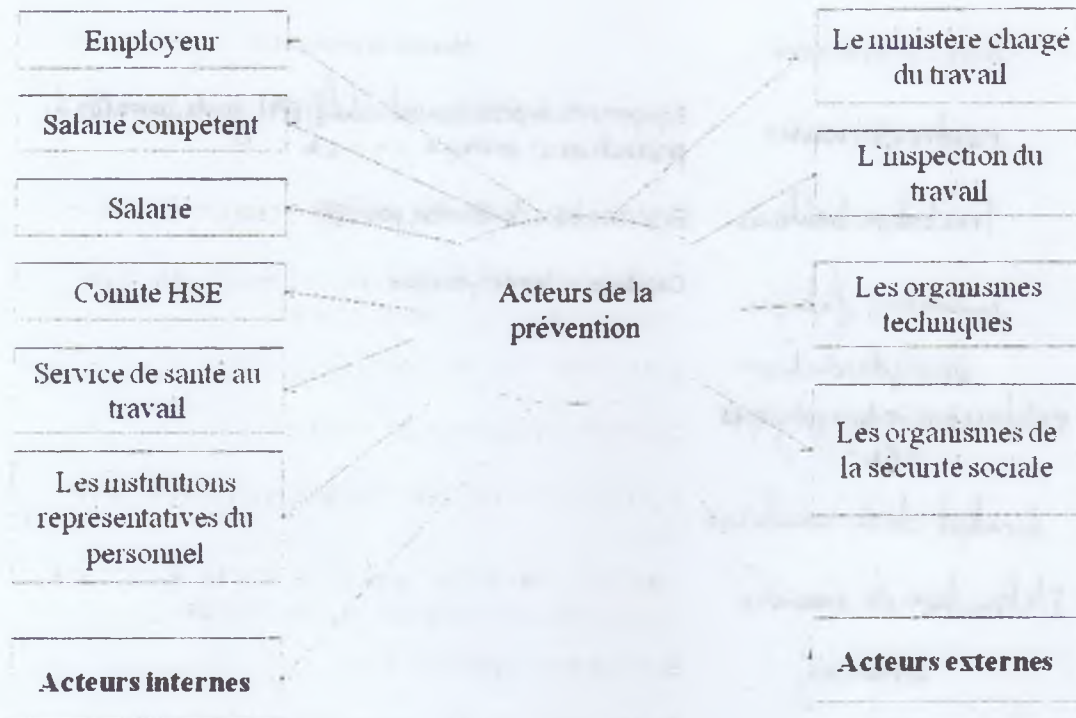 Employeur
Salarié compétent
Salarié
Comité HSE
Service de santé au
travail
Les institutions
représentatives du
personnel
Acteurs internes
Acteurs de la
prévention
Le ministère chargé
du travail
L'inspection du
travail
Les organismes
techniques
Les organismes de
la sécurité sociale
Acteurs externes